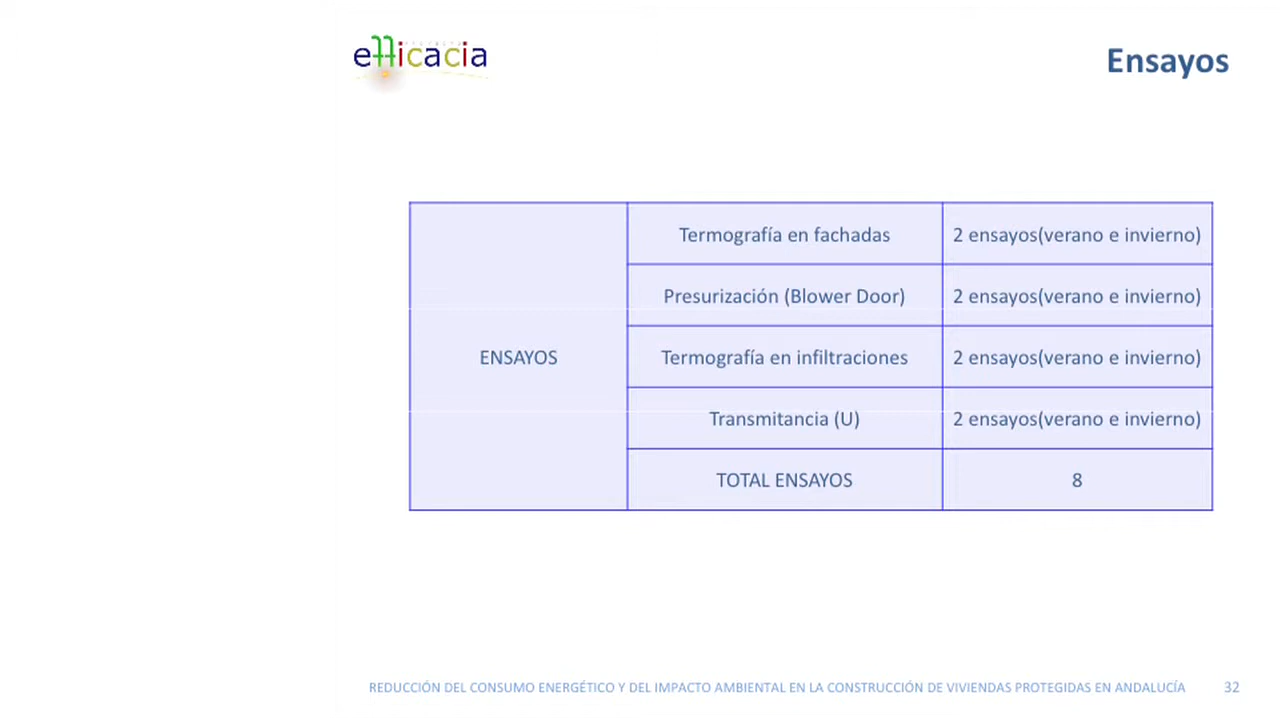 efficacia
Ensayos
ENSAYOS
Termografía en fachadas
2 ensayos(verano e invierno)
Presurización (Blower Door)
2 ensayos(verano e invierno)
Termografía en infiltraciones
2 ensayos(verano e invierno)
Transmitancia (U)
2 ensayos(verano e invierno)
TOTAL ENSAYOS
8
REDUCCIÓN DEL CONSUMO ENERGÉTICO Y DEL IMPACTO AMBIENTAL EN LA CONSTRUCCIÓN DE VIVIENDAS PROTEGIDAS EN ANDALUCÍA
32